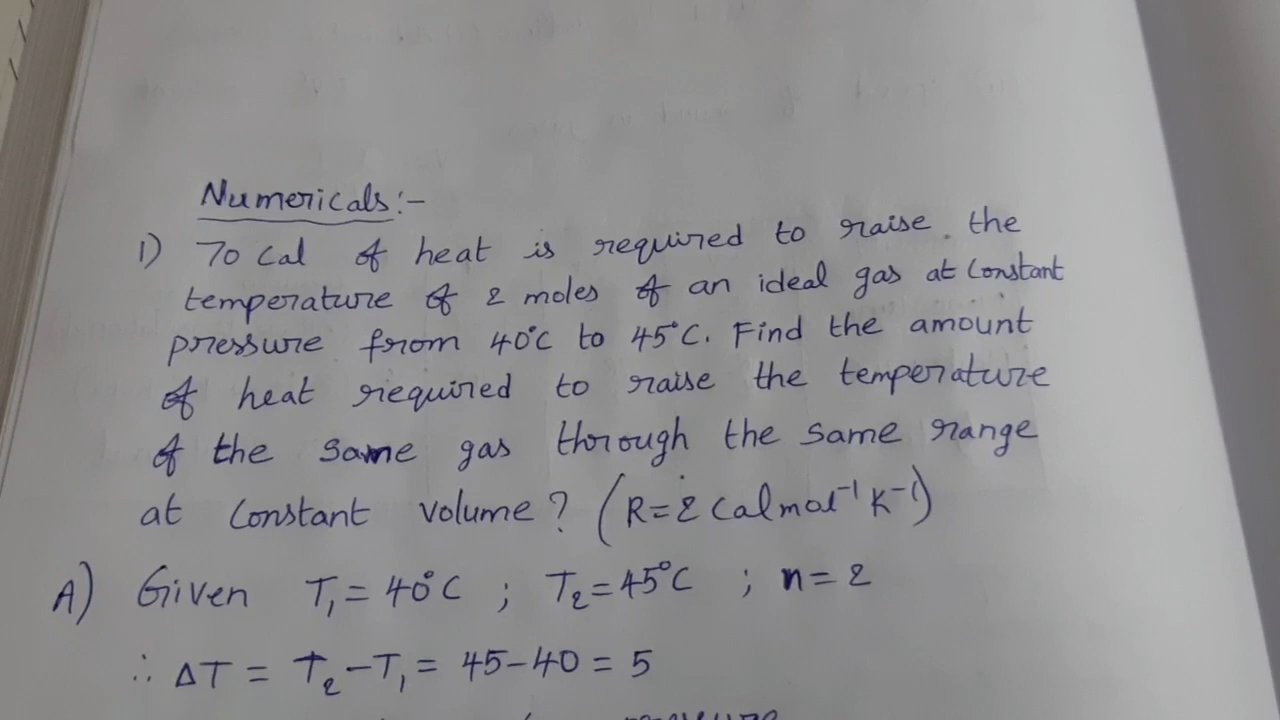 Numericals:-
1) 70 Cal of heat is required to raise the
temperature of 2 moles of an ideal gas at Constant
pressure from 40°C to 45°C. Find the amount
of heat required to raise the temperature
of the same gas through the same range
at Constant volume? (R=2 Cal mol⁻¹ K⁻¹)
A) Given T₁ = 40°C ; T₂ = 45°C ; n = 2
∴ ΔT = T₂ - T₁ = 45-40 = 5